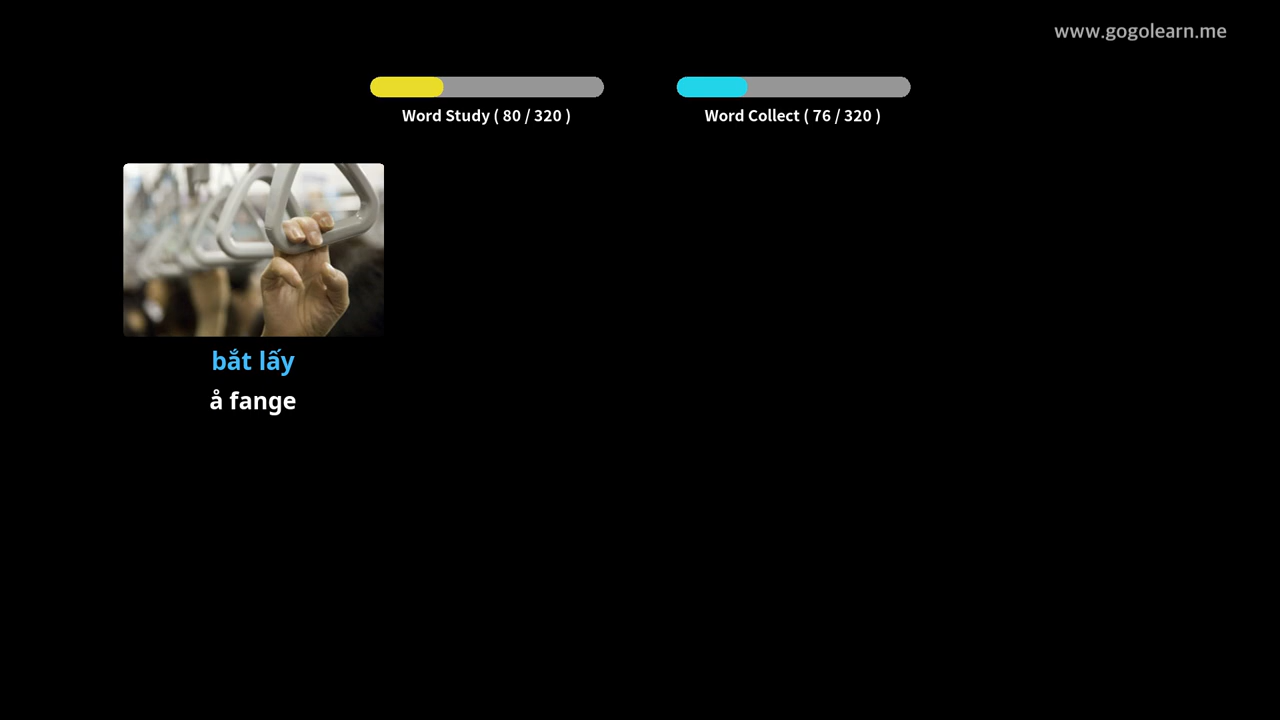 www.gogolearn.me
Word Study ( 80 / 320 )
Word Collect ( 76 / 320 )
bắt lấy
å fange